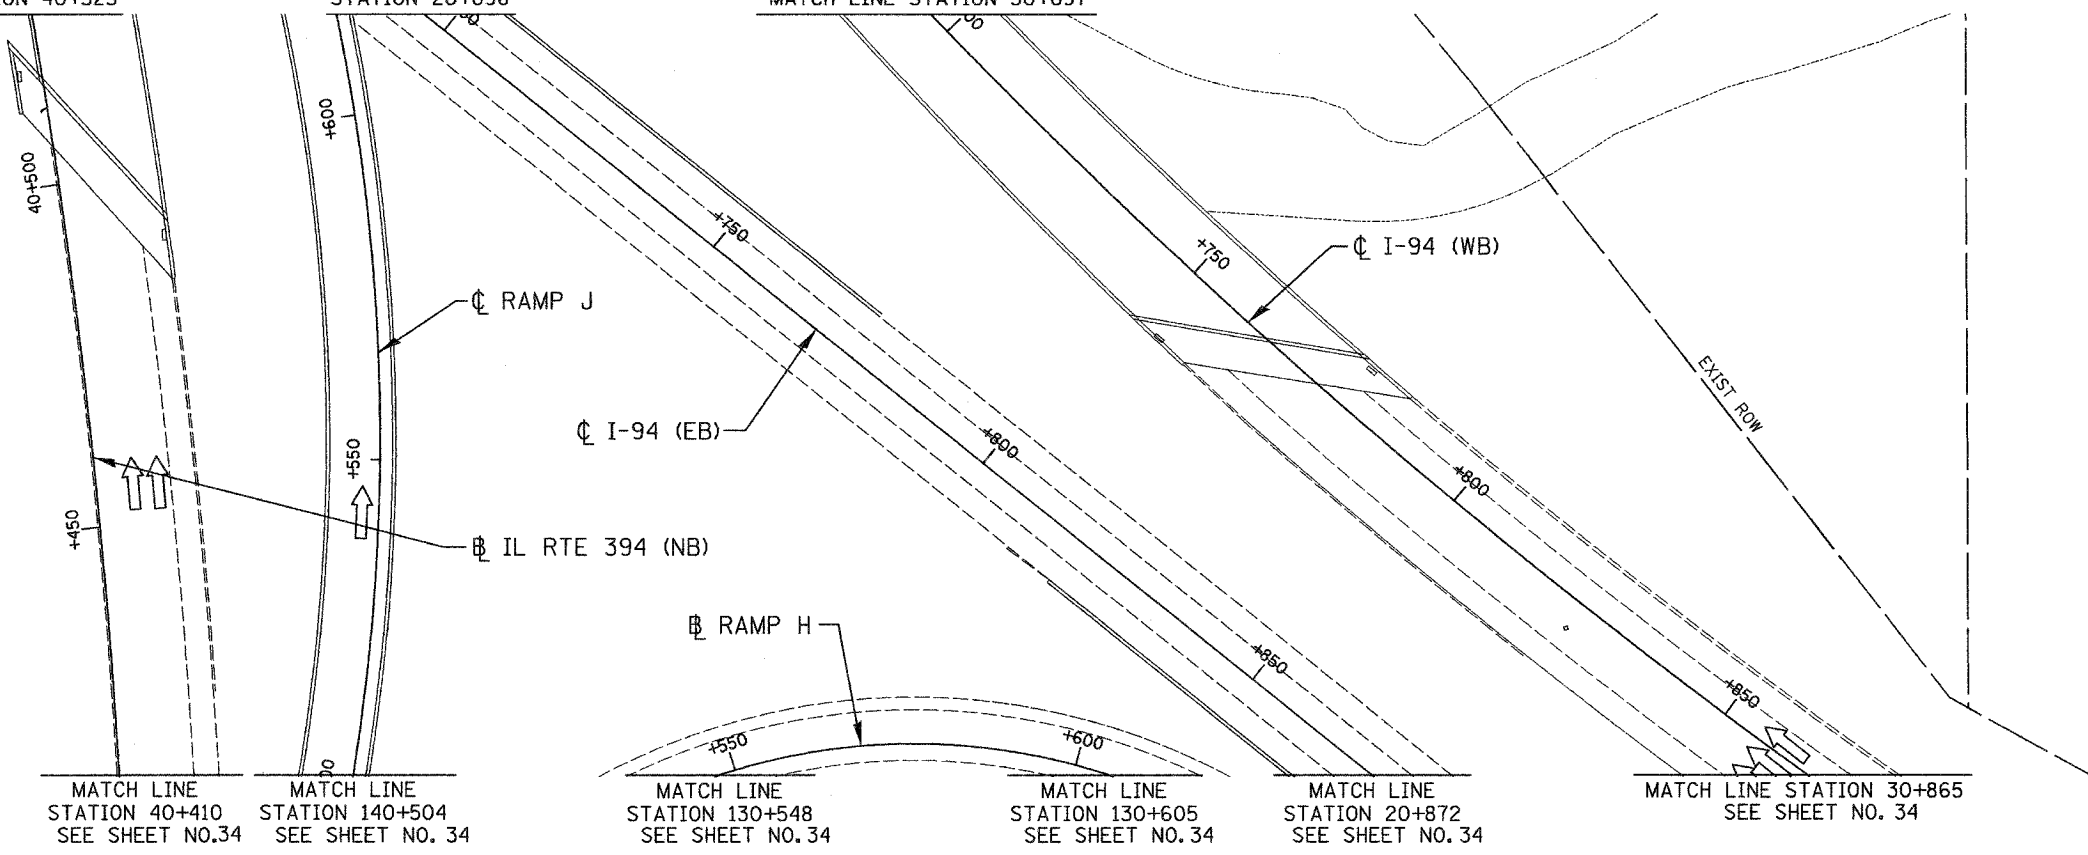 +600
40+500
+750
+750
℄ I-94 (WB)
℄ RAMP J
EXIST ROW
℄ I-94 (EB)
+800
+550
+800
+450
B̲L IL RTE 394 (NB)
B̲L RAMP H
+850
+850
+550
+600
MATCH LINE
STATION 40+410
SEE SHEET NO.34
MATCH LINE
STATION 140+504
SEE SHEET NO. 34
MATCH LINE
STATION 130+548
SEE SHEET NO.34
MATCH LINE
STATION 130+605
SEE SHEET NO.34
MATCH LINE
STATION 20+872
SEE SHEET NO.34
MATCH LINE STATION 30+865
SEE SHEET NO. 34